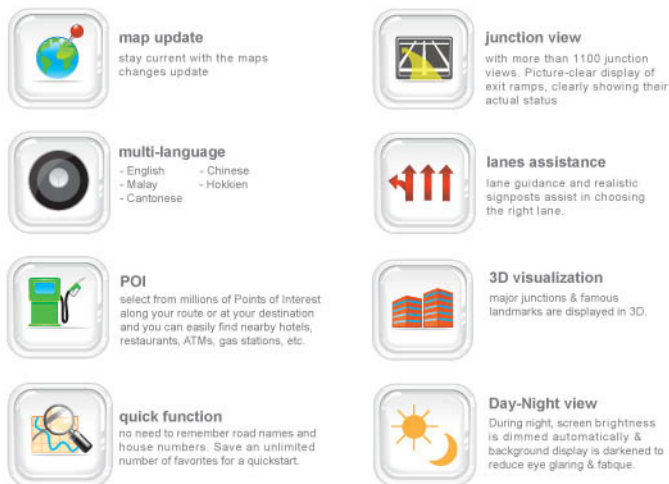 map update
stay current with the maps
changes update
multi-language
- English - Chinese
- Malay - Hokkien
- Cantonese
POI
select from millions of Points of Interest
along your route or at your destination
and you can easily find nearby hotels,
restaurants, ATMs, gas stations, etc.
quick function
no need to remember road names and
house numbers. Save an unlimited
number of favorites for a quickstart.
junction view
with more than 1100 junction
views. Picture-clear display of
exit ramps, clearly showing their
actual status
lanes assistance
lane guidance and realistic
signposts assist in choosing
the right lane.
3D visualization
major junctions & famous
landmarks are displayed in 3D.
Day-Night view
During night, screen brightness
is dimmed automatically &
background display is darkened to
reduce eye glaring & fatique.